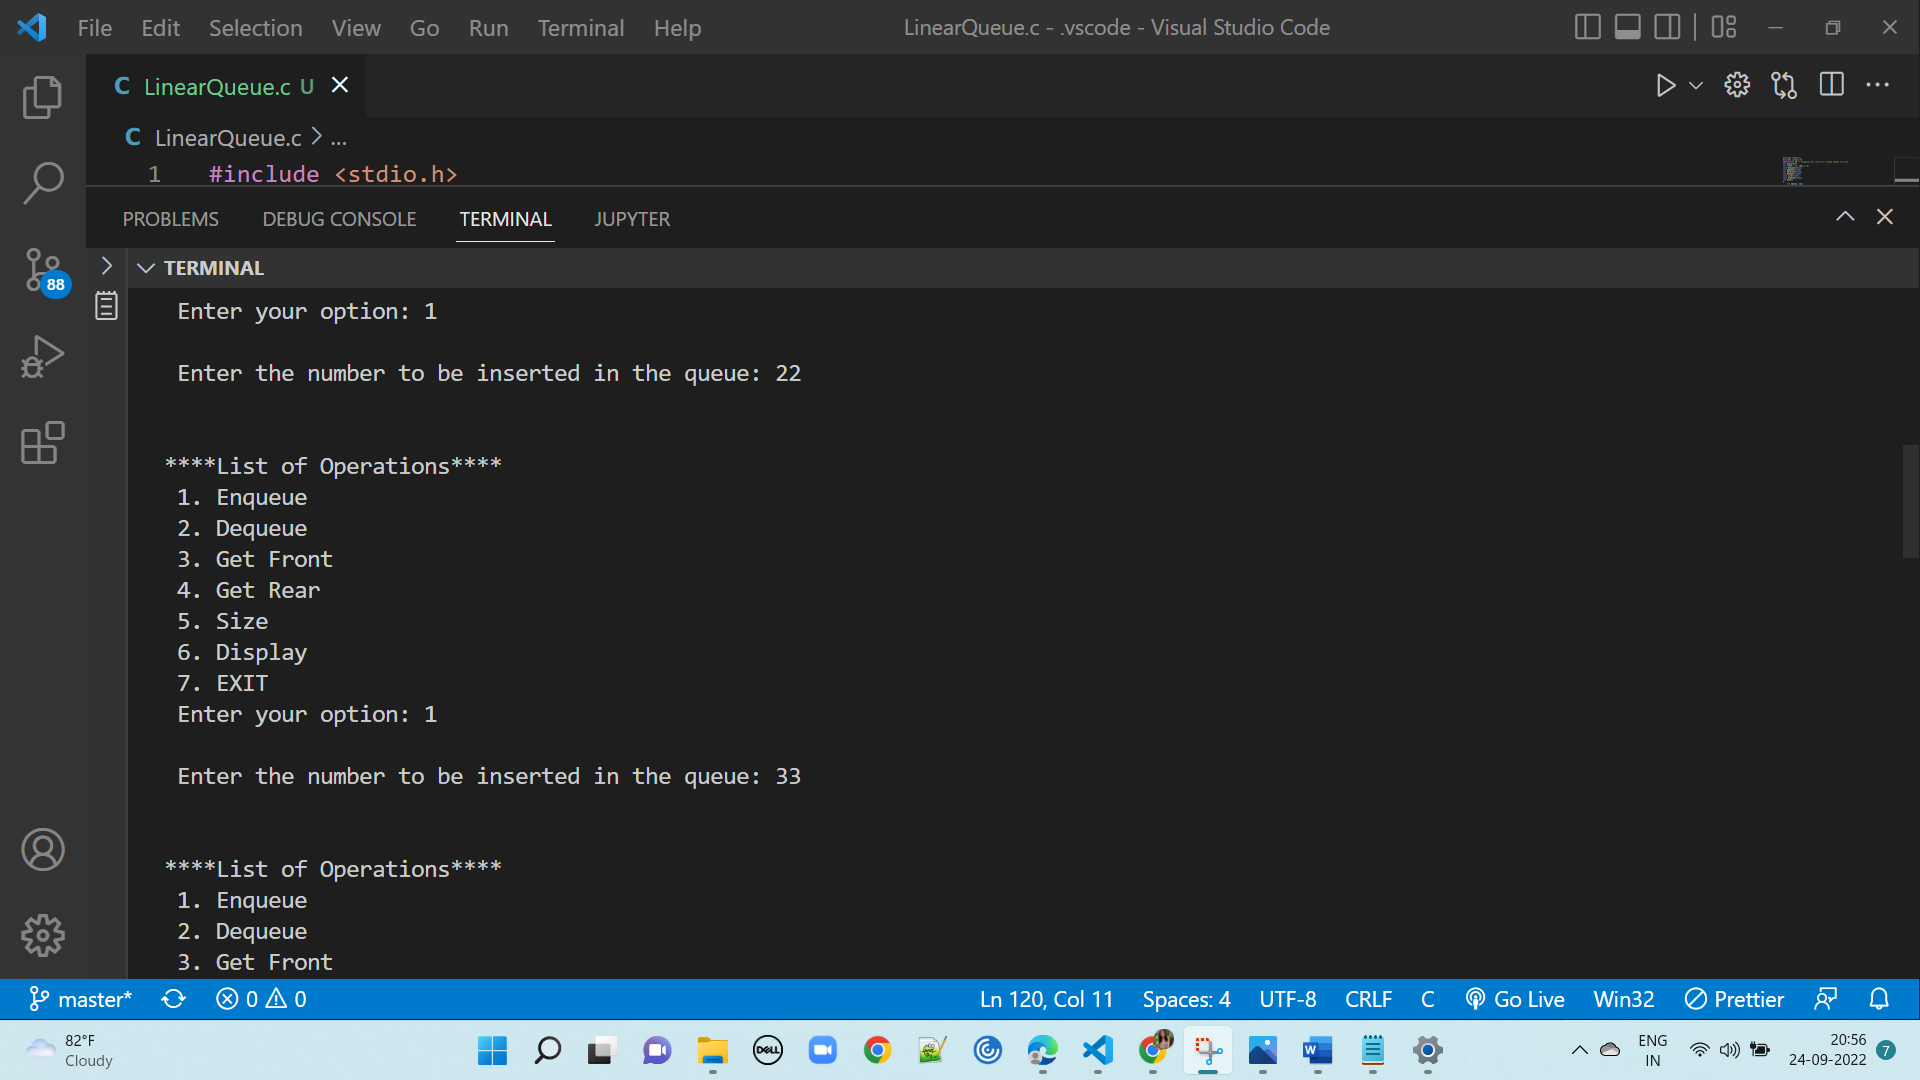 File Edit Selection View Go Run Terminal Help LinearQueue.c - .vscode - Visual Studio Code
C LinearQueue.c U
C LinearQueue.c > ...
1 #include <stdio.h>
PROBLEMS DEBUG CONSOLE TERMINAL JUPYTER
TERMINAL
88
Enter your option: 1
Enter the number to be inserted in the queue: 22
****List of Operations****
1. Enqueue
2. Dequeue
3. Get Front
4. Get Rear
5. Size
6. Display
7. EXIT
Enter your option: 1
Enter the number to be inserted in the queue: 33
****List of Operations****
1. Enqueue
2. Dequeue
3. Get Front
master* 0 0 Ln 120, Col 11 Spaces: 4 UTF-8 CRLF C Go Live Win32 Prettier
82°F
Cloudy
DELL
W
ENG
IN
20:56
24-09-2022
7